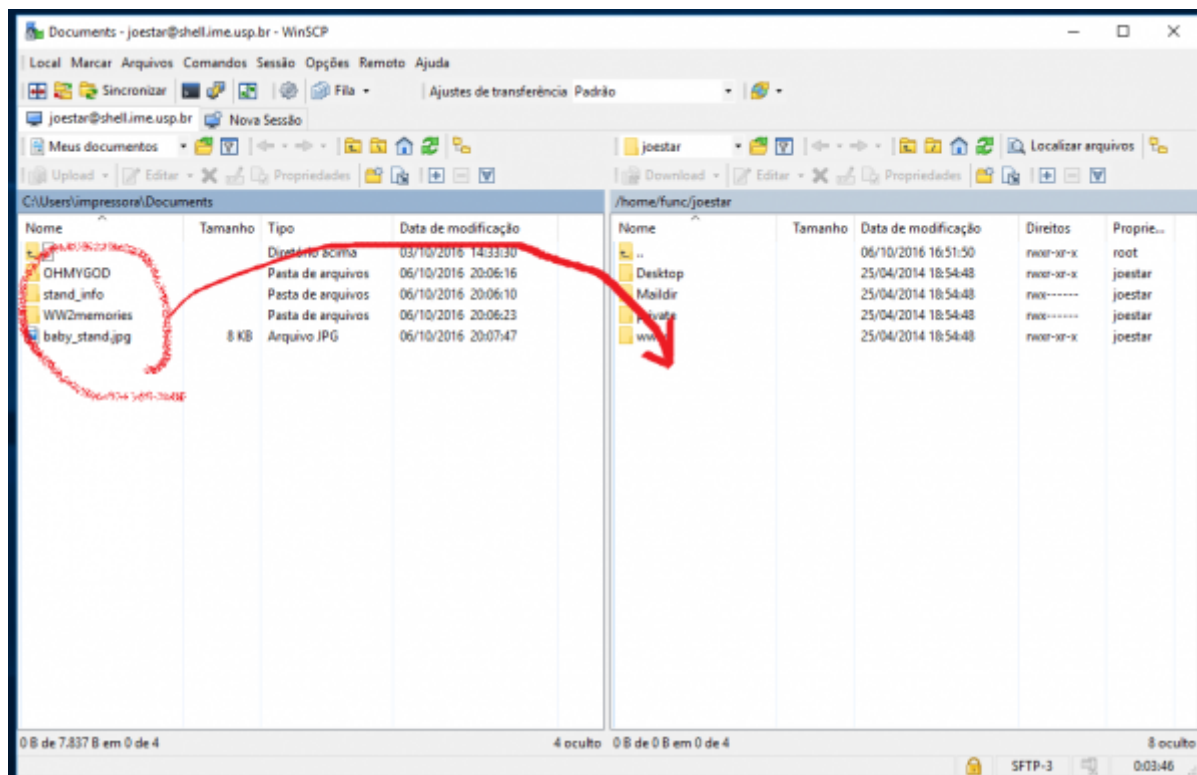 Documents - joestar@shell.ime.usp.br - WinSCP
Local Marcar Arquivos Comandos Sessão Opções Remoto Ajuda
Sincronizar Fila Ajustes de transferência Padrão
joestar@shell.ime.usp.br Nova Sessão
Meus documentos joestar Localizar arquivos
Upload Editar Propriedades Download Editar Propriedades
C:\Users\impressora\Documents /home/func/joestar
Nome Tamanho Tipo Data de modificação Nome Tamanho Data de modificação Direitos Proprie...
Diretório acima 03/10/2016 14:33:30 .. 06/10/2016 16:51:50 rwxr-xr-x root
OHMYGOD Pasta de arquivos 06/10/2016 20:06:16 Desktop 25/04/2014 18:54:48 rwxr-xr-x joestar
stand_info Pasta de arquivos 06/10/2016 20:06:10 Maildir 25/04/2014 18:54:48 rwx------ joestar
WW2memories Pasta de arquivos 06/10/2016 20:06:23 private 25/04/2014 18:54:48 rwx------ joestar
baby_stand.jpg 8 KB Arquivo JPG 06/10/2016 20:07:47 25/04/2014 18:54:48 rwxr-xr-x joestar
0 B de 7.837 B em 0 de 4 4 oculto 0 B de 0 B em 0 de 4 8 oculto
SFTP-3 0:03:46